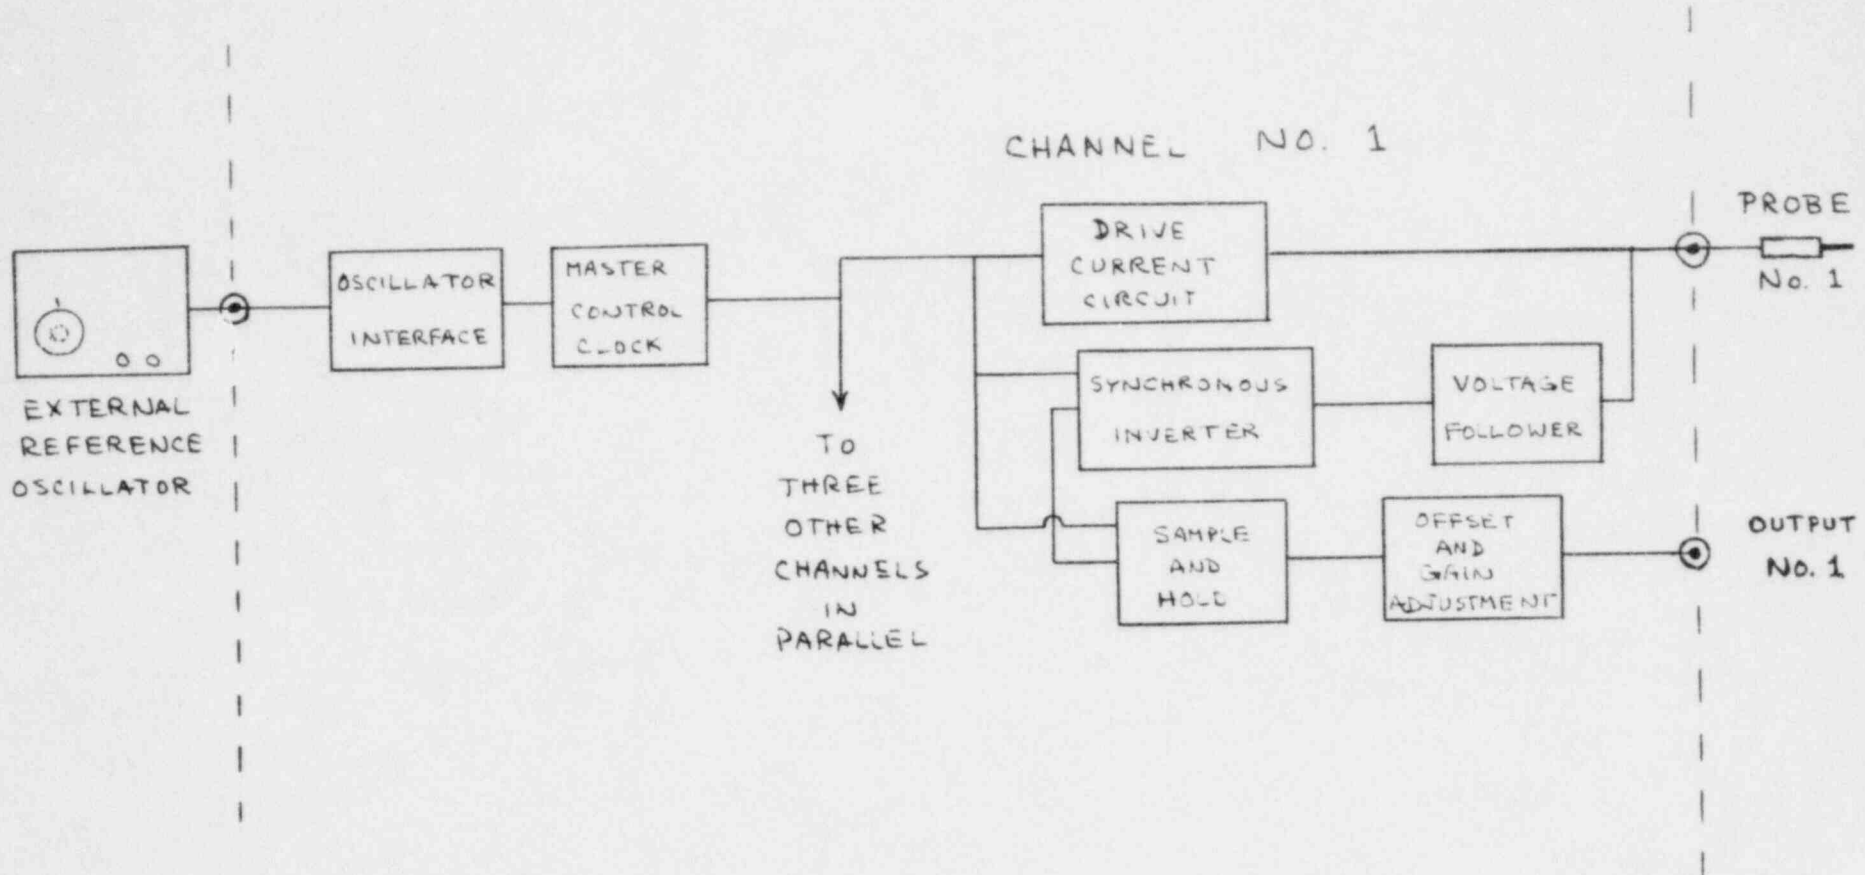 CHANNEL NO. 1
EXTERNAL
REFERENCE
OSCILLATOR
OSCILLATOR
INTERFACE
MASTER
CONTROL
CLOCK
TO
THREE
OTHER
CHANNELS
IN
PARALLEL
DRIVE
CURRENT
CIRCUIT
SYNCHRONOUS
INVERTER
VOLTAGE
FOLLOWER
SAMPLE
AND
HOLD
OFFSET
AND
GAIN
ADJUSTMENT
PROBE
No. 1
OUTPUT
No. 1